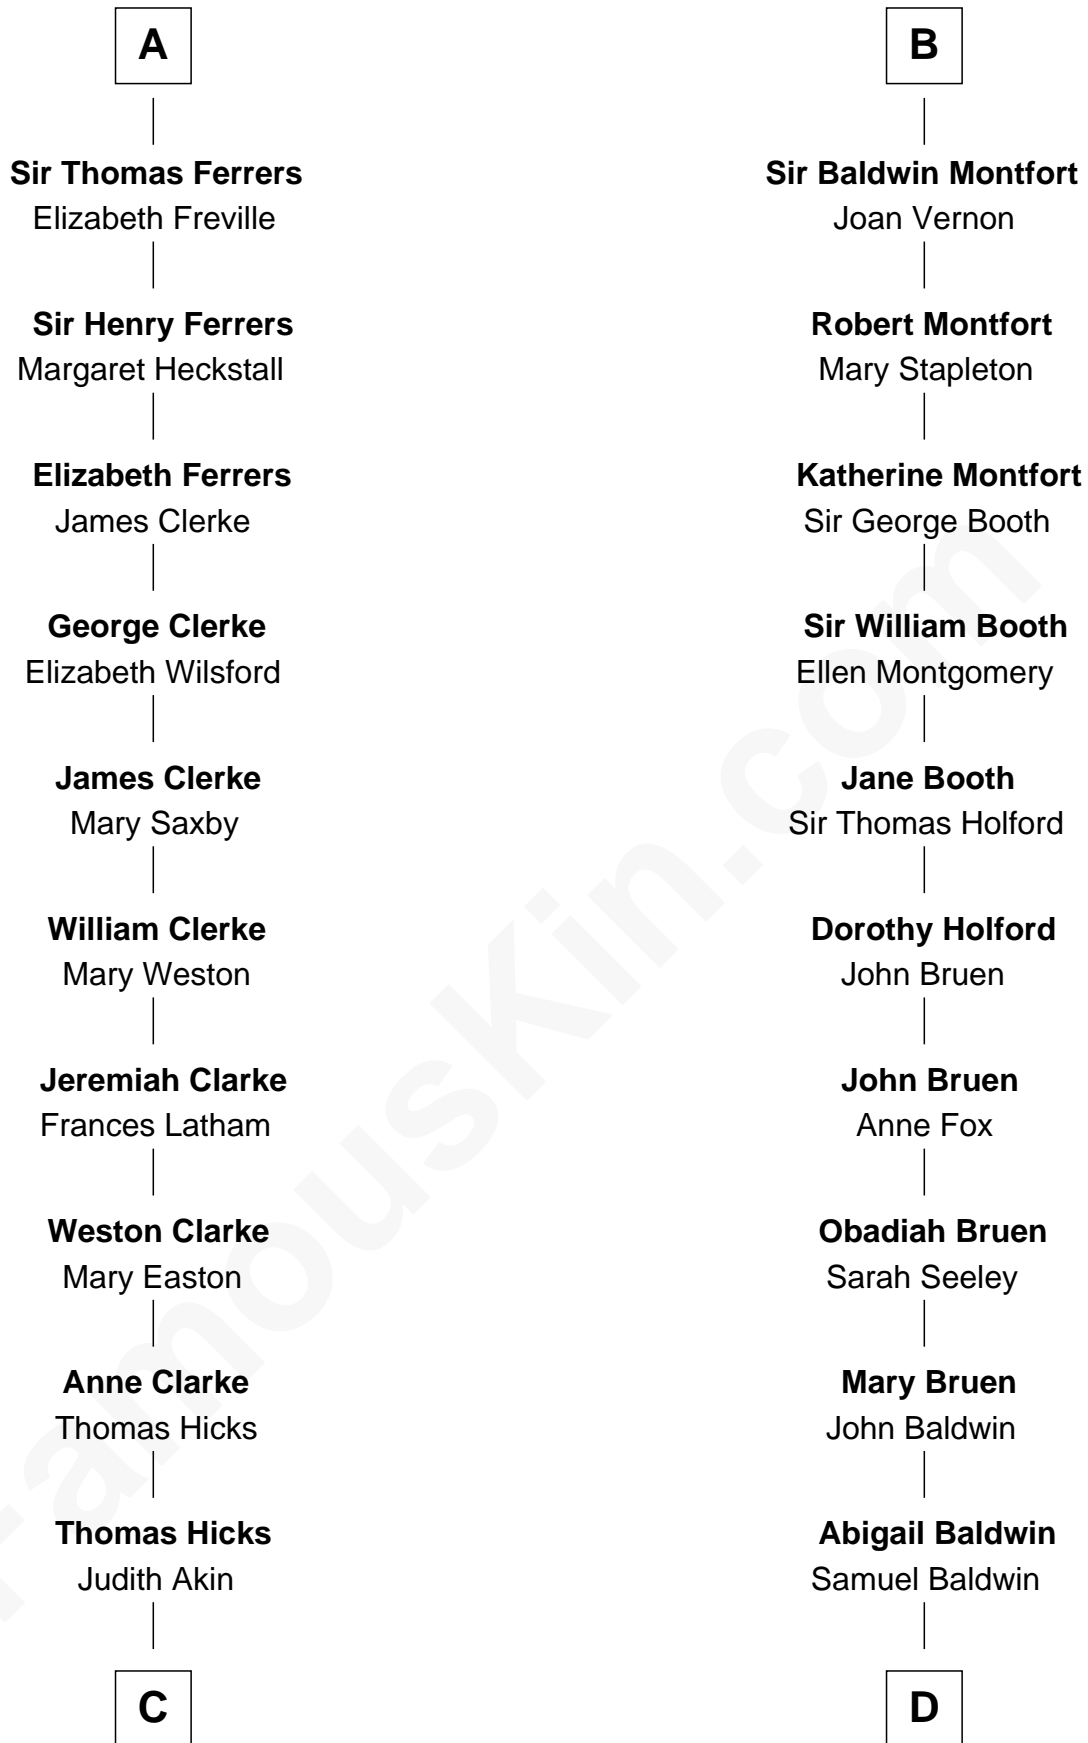 A
Sir Thomas Ferrers
Elizabeth Freville
Sir Henry Ferrers
Margaret Heckstall
Elizabeth Ferrers
James Clerke
George Clerke
Elizabeth Wilsford
James Clerke
Mary Saxby
William Clerke
Mary Weston
Jeremiah Clarke
Frances Latham
Weston Clarke
Mary Easton
Anne Clarke
Thomas Hicks
Thomas Hicks
Judith Akin
C
B
Sir Baldwin Montfort
Joan Vernon
Robert Montfort
Mary Stapleton
Katherine Montfort
Sir George Booth
Sir William Booth
Ellen Montgomery
Jane Booth
Sir Thomas Holford
Dorothy Holford
John Bruen
John Bruen
Anne Fox
Obadiah Bruen
Sarah Seeley
Mary Bruen
John Baldwin
Abigail Baldwin
Samuel Baldwin
D
FamousKin.com